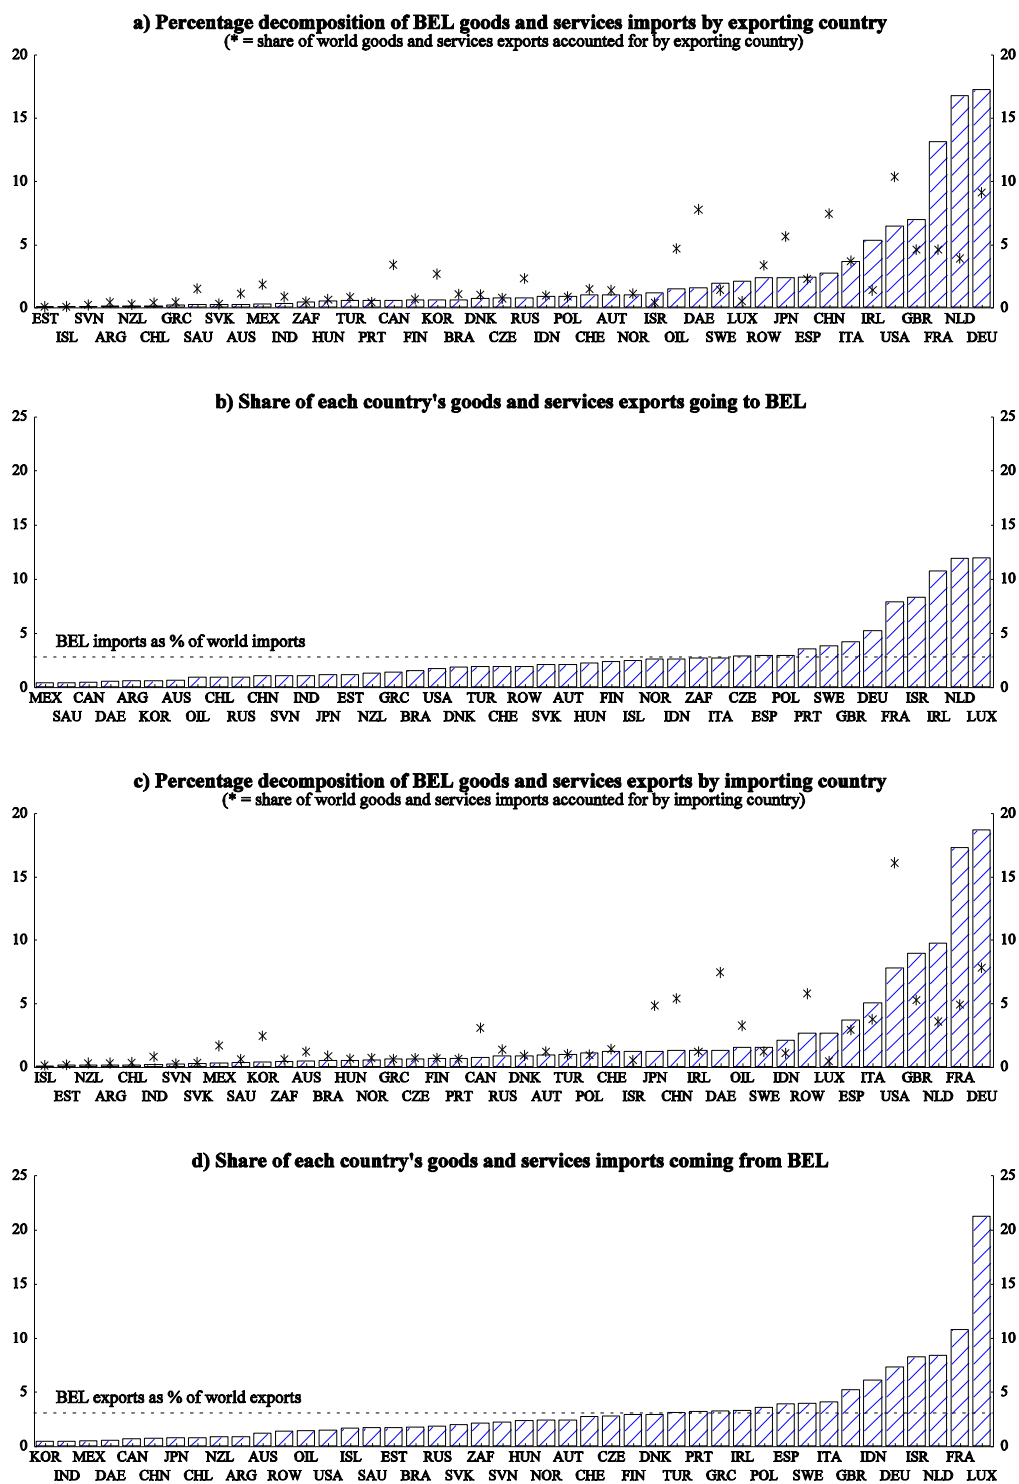 a) Percentage decomposition of BEL goods and services imports by exporting country
(* = share of world goods and services exports accounted for by exporting country)
20 20
15 15
10 10
5 5
0 0
EST SVN NZL GRC SVK MEX ZAF TUR CAN KOR DNK RUS POL AUT ISR DAE LUX JPN CHN IRL GBR NLD
ISL ARG CHL SAU AUS IND HUN PRT FIN BRA CZE IDN CHE NOR OIL SWE ROW ESP ITA USA FRA DEU
b) Share of each country's goods and services exports going to BEL
25 25
20 20
15 15
10 10
5 5
BEL imports as % of world imports
0 0
MEX CAN ARG AUS CHL CHN IND EST GRC USA TUR ROW AUT FIN NOR ZAF CZE POL SWE DEU ISR NLD
SAU DAE KOR OIL RUS SVN JPN NZL BRA DNK CHE SVK HUN ISL IDN ITA ESP PRT GBR FRA IRL LUX
c) Percentage decomposition of BEL goods and services exports by importing country
(* = share of world goods and services imports accounted for by importing country)
20 20
15 15
10 10
5 5
0 0
ISL NZL CHL SVN MEX KOR AUS HUN GRC FIN CAN DNK TUR CHE JPN IRL OIL IDN LUX ITA GBR FRA
EST ARG IND SVK SAU ZAF BRA NOR CZE PRT RUS AUT POL ISR CHN DAE SWE ROW ESP USA NLD DEU
d) Share of each country's goods and services imports coming from BEL
25 25
20 20
15 15
10 10
5 5
BEL exports as % of world exports
0 0
KOR MEX CAN JPN NZL AUS OIL ISL EST RUS ZAF HUN AUT CZE DNK PRT IRL ESP ITA IDN ISR FRA
IND DAE CHN CHL ARG ROW USA SAU BRA SVK SVN NOR CHE FIN TUR GRC POL SWE GBR DEU NLD LUX